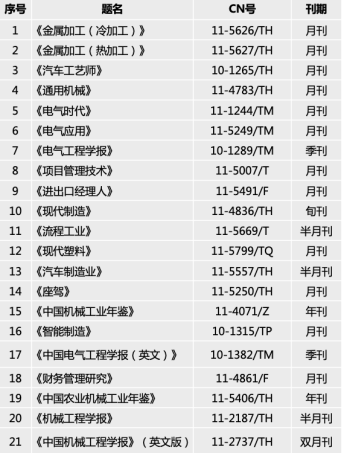 序号 题名 CN号 刊期
1 《金属加工（冷加工）》 11-5626/TH 月刊
2 《金属加工（热加工）》 11-5627/TH 月刊
3 《汽车工艺师》 10-1265/TH 月刊
4 《通用机械》 11-4783/TH 月刊
5 《电气时代》 11-1244/TM 月刊
6 《电气应用》 11-5249/TM 月刊
7 《电气工程学报》 10-1289/TM 季刊
8 《项目管理技术》 11-5007/T 月刊
9 《进出口经理人》 11-5491/F 月刊
10 《现代制造》 11-4836/TH 旬刊
11 《流程工业》 11-5669/T 半月刊
12 《现代塑料》 11-5799/TQ 月刊
13 《汽车制造业》 11-5557/TH 半月刊
14 《座驾》 11-5250/TH 月刊
15 《中国机械工业年鉴》 11-4071/Z 年刊
16 《智能制造》 10-1315/TP 月刊
17 《中国电气工程学报（英文）》 10-1382/TM 季刊
18 《财务管理研究》 11-4861/F 月刊
19 《中国农业机械工业年鉴》 11-5406/TH 年刊
20 《机械工程学报》 11-2187/TH 半月刊
21 《中国机械工程学报》（英文版） 11-2737/TH 双月刊